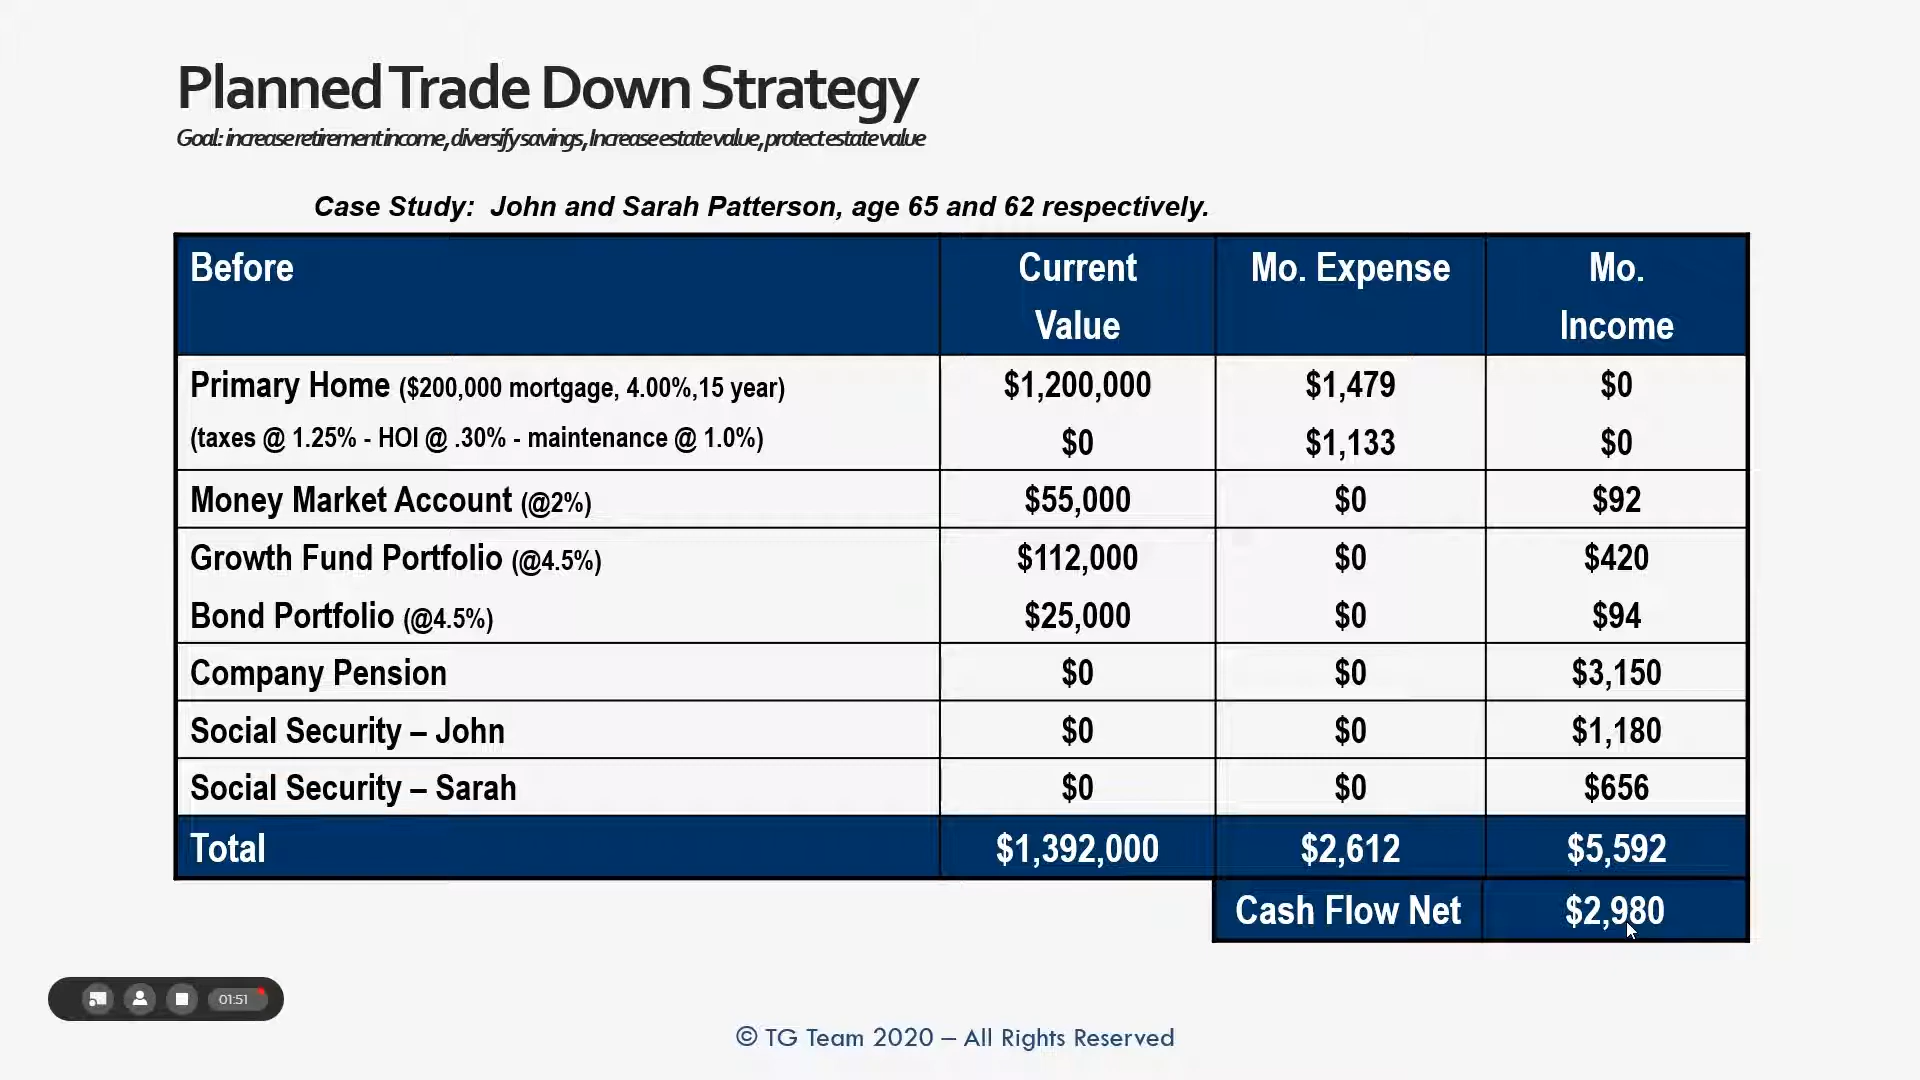 Planned Trade Down Strategy
Goal: increase retirement income, diversify savings, Increase estate value, protect estate value
Case Study: John and Sarah Patterson, age 65 and 62 respectively.
Before Current Value Mo. Expense Mo. Income
Primary Home ($200,000 mortgage, 4.00%,15 year) $1,200,000 $1,479 $0
(taxes @ 1.25% - HOI @ .30% - maintenance @ 1.0%) $0 $1,133 $0
Money Market Account (@2%) $55,000 $0 $92
Growth Fund Portfolio (@4.5%) $112,000 $0 $420
Bond Portfolio (@4.5%) $25,000 $0 $94
Company Pension $0 $0 $3,150
Social Security – John $0 $0 $1,180
Social Security – Sarah $0 $0 $656
Total $1,392,000 $2,612 $5,592
Cash Flow Net $2,980
01:51
© TG Team 2020 – All Rights Reserved